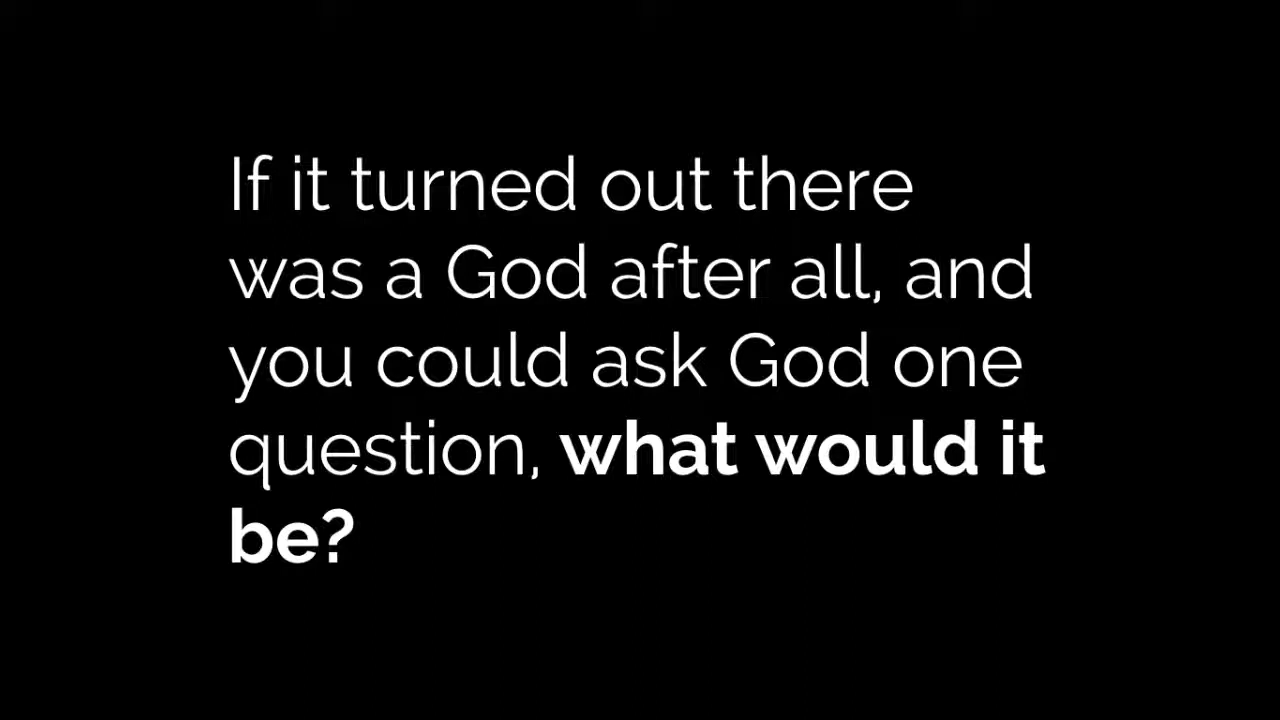 If it turned out there
was a God after all, and
you could ask God one
question, what would it
be?